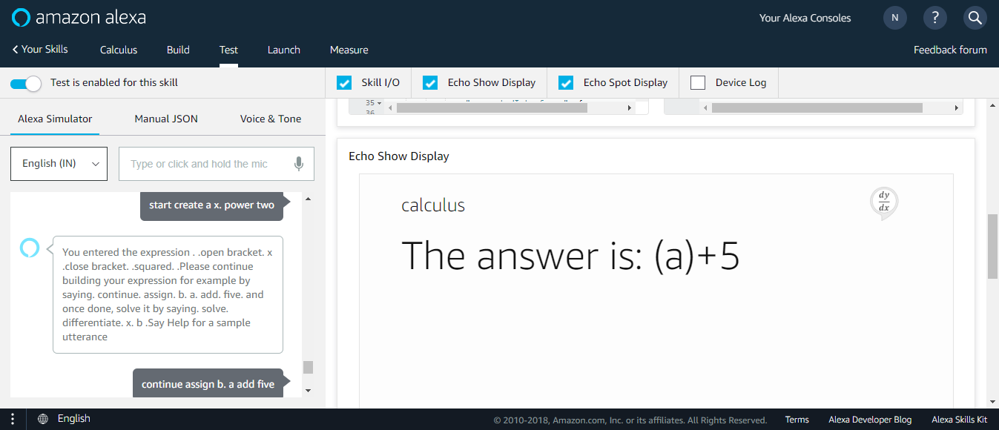 amazon alexa
Your Alexa Consoles
N
?
Your Skills
Calculus
Build
Test
Launch
Measure
Feedback forum
Test is enabled for this skill
Skill I/O
Echo Show Display
Echo Spot Display
Device Log
35
36
Alexa Simulator
Manual JSON
Voice & Tone
English (IN)
Type or click and hold the mic
start create a x. power two
You entered the expression . .open bracket. x
.close bracket. .squared. .Please continue
building your expression for example by
saying. continue. assign. b. a. add. five. and
once done, solve it by saying. solve.
differentiate. x. b .Say Help for a sample
utterance
continue assign b. a add five
Echo Show Display
calculus
dy
dx
The answer is: (a)+5
English
© 2010-2018, Amazon.com, Inc. or its affiliates. All Rights Reserved.
Terms
Alexa Developer Blog
Alexa Skills Kit